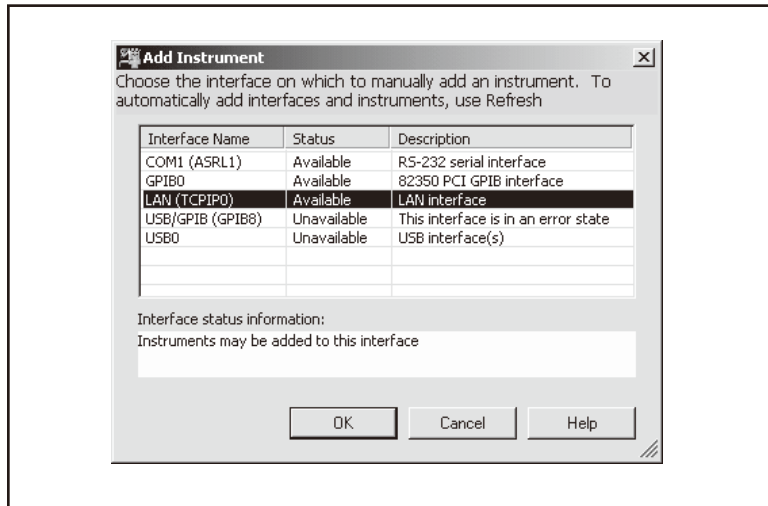 Add Instrument
Choose the interface on which to manually add an instrument. To
automatically add interfaces and instruments, use Refresh
Interface Name Status Description
COM1 (ASRL1) Available RS-232 serial interface
GPIB0 Available 82350 PCI GPIB interface
LAN (TCPIP0) Available LAN interface
USB/GPIB (GPIB8) Unavailable This interface is in an error state
USB0 Unavailable USB interface(s)
Interface status information:
Instruments may be added to this interface
OK Cancel Help